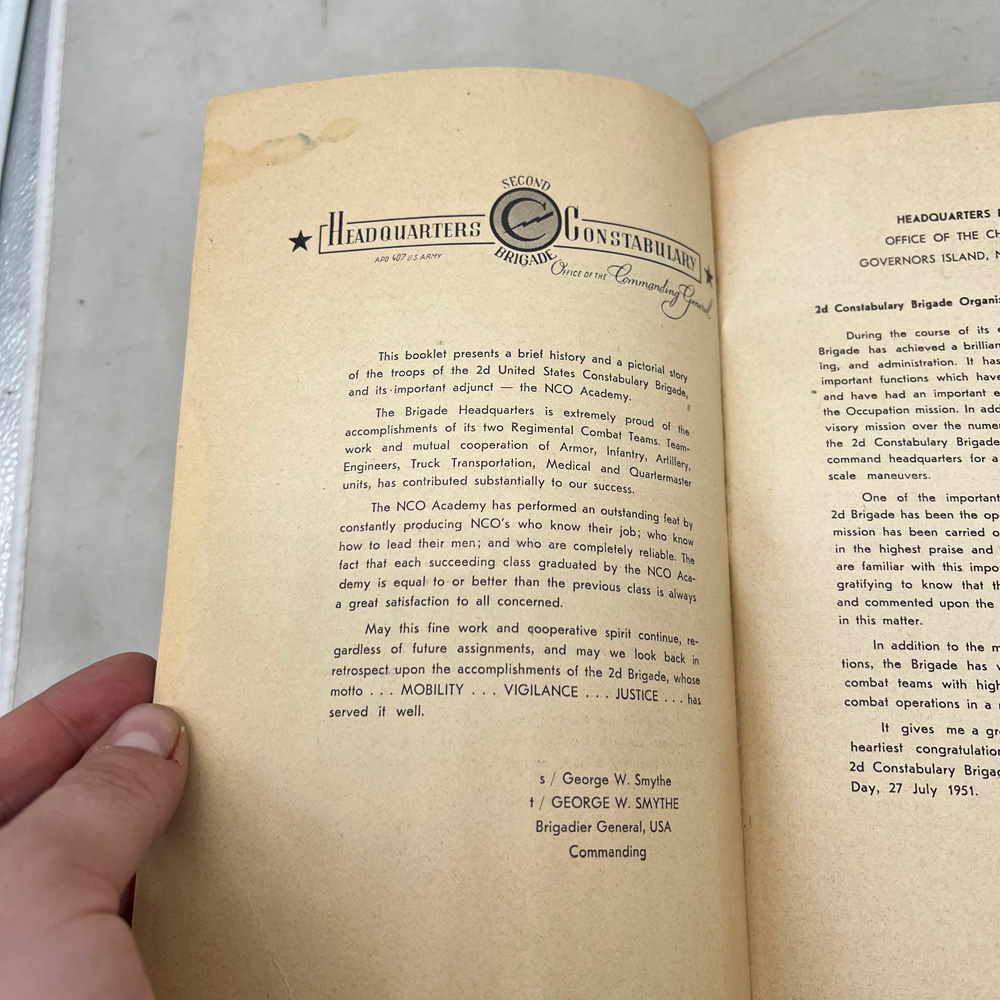 SECOND
HEADQUARTERS CONSTABULARY
BRIGADE
APO 407 U.S. ARMY
OFFICE OF THE Commanding General
This booklet presents a brief history and a pictorial story
of the troops of the 2d United States Constabulary Brigade,
and its important adjunct — the NCO Academy.
The Brigade Headquarters is extremely proud of the
accomplishments of its two Regimental Combat Teams. Team-
work and mutual cooperation of Armor, Infantry, Artillery,
Engineers, Truck Transportation, Medical and Quartermaster
units, has contributed substantially to our success.
The NCO Academy has performed an outstanding feat by
constantly producing NCO's who know their job; who know
how to lead their men; and who are completely reliable. The
fact that each succeeding class graduated by the NCO Aca-
demy is equal to or better than the previous class is always
a great satisfaction to all concerned.
May this fine work and cooperative spirit continue, re-
gardless of future assignments, and may we look back in
retrospect upon the accomplishments of the 2d Brigade, whose
motto . . . MOBILITY . . . VIGILANCE . . . JUSTICE . . . has
served it well.
s / George W. Smythe
t / GEORGE W. SMYTHE
Brigadier General, USA
Commanding
HEADQUARTERS
OFFICE OF THE CH
GOVERNORS ISLAND, N
2d Constabulary Brigade Organi
During the course of its e
Brigade has achieved a brillian
ing, and administration. It has
important functions which have
and have had an important e
the Occupation mission. In add
visory mission over the nume
the 2d Constabulary Brigade
command headquarters for a
scale maneuvers.
One of the important
2d Brigade has been the op
mission has been carried o
in the highest praise and
are familiar with this impo
gratifying to know that th
and commented upon the
in this matter.
In addition to the m
tions, the Brigade has v
combat teams with high
combat operations in a
It gives me a gr
heartiest congratulation
2d Constabulary Brigad
Day, 27 July 1951.